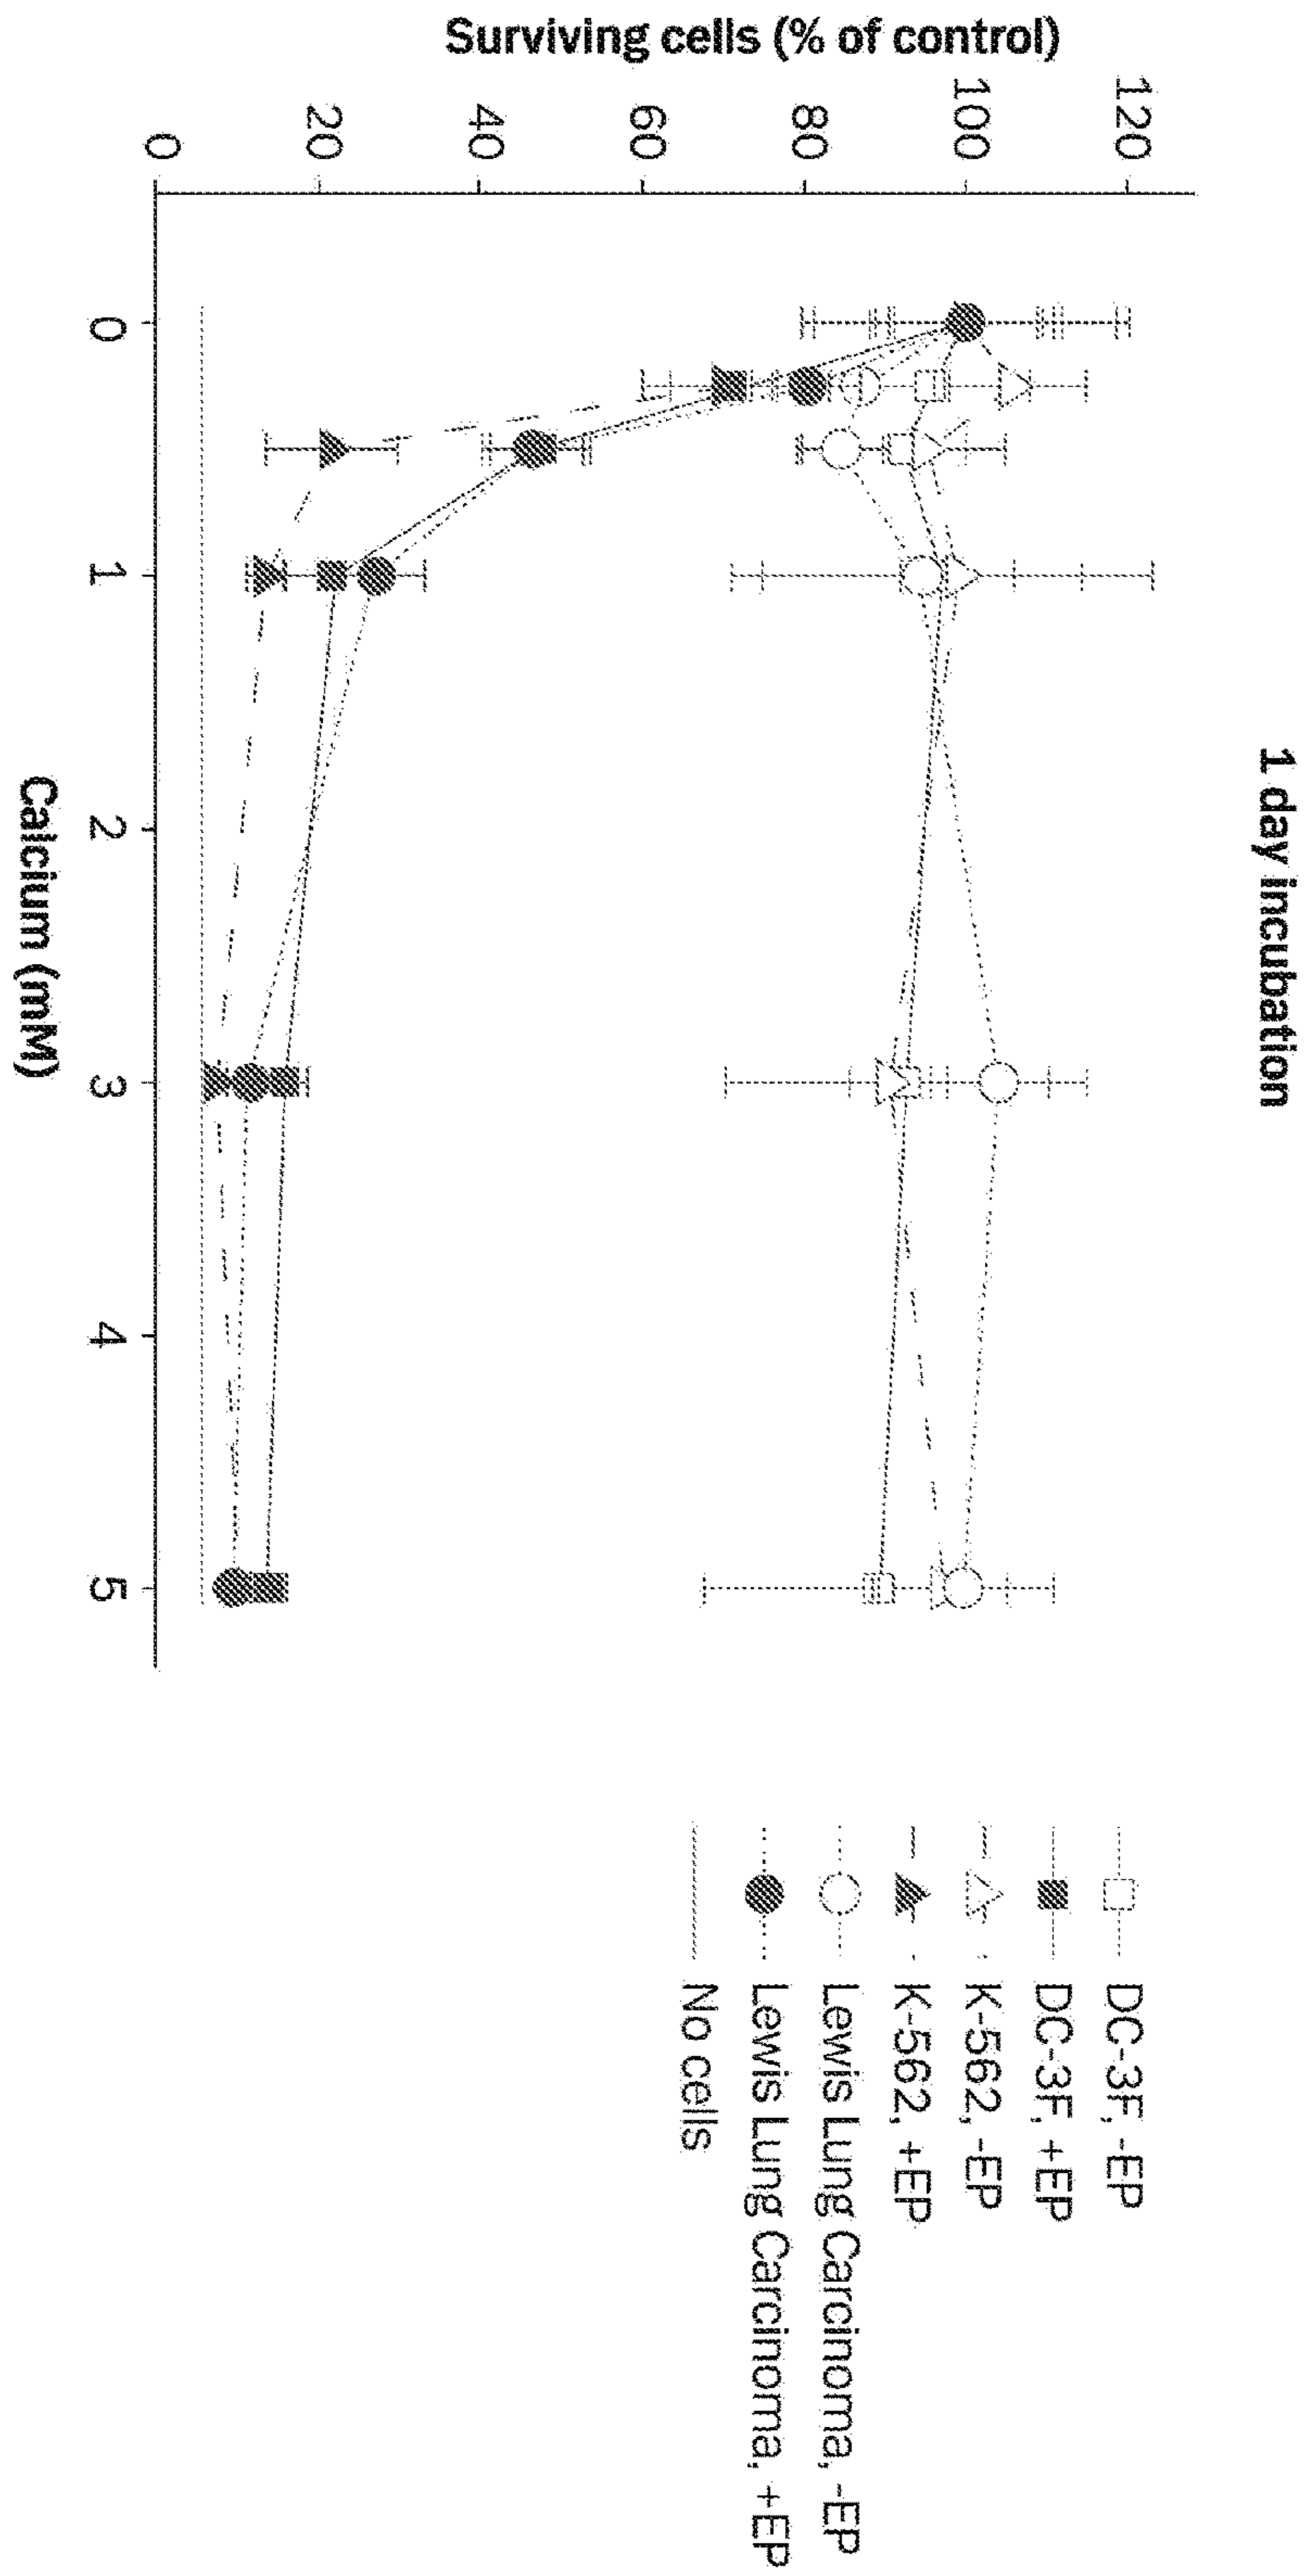 1 day incubation
Surviving cells (% of control)
120
100
80
60
40
20
0
0
1
2
3
4
5
Calcium (mM)
DC-3F, -EP
DC-3F, +EP
K-562, -EP
K-562, +EP
Lewis Lung Carcinoma, -EP
Lewis Lung Carcinoma, +EP
No cells